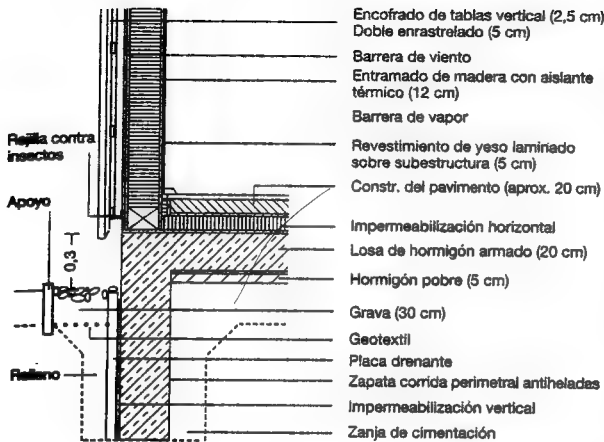 Encofrado de tablas vertical (2,5 cm)
Doble enrastrelado (5 cm)
Barrera de viento
Entramado de madera con aislante
térmico (12 cm)
Barrera de vapor
Revestimiento de yeso laminado
sobre subestructura (5 cm)
Constr. del pavimento (aprox. 20 cm)
Impermeabilización horizontal
Losa de hormigón armado (20 cm)
Hormigón pobre (5 cm)
Grava (30 cm)
Geotextil
Placa drenante
Zapata corrida perimetral antiheladas
Impermeabilización vertical
Zanja de cimentación
Rejilla contra
insectos
Apoyo
0,3
Relleno